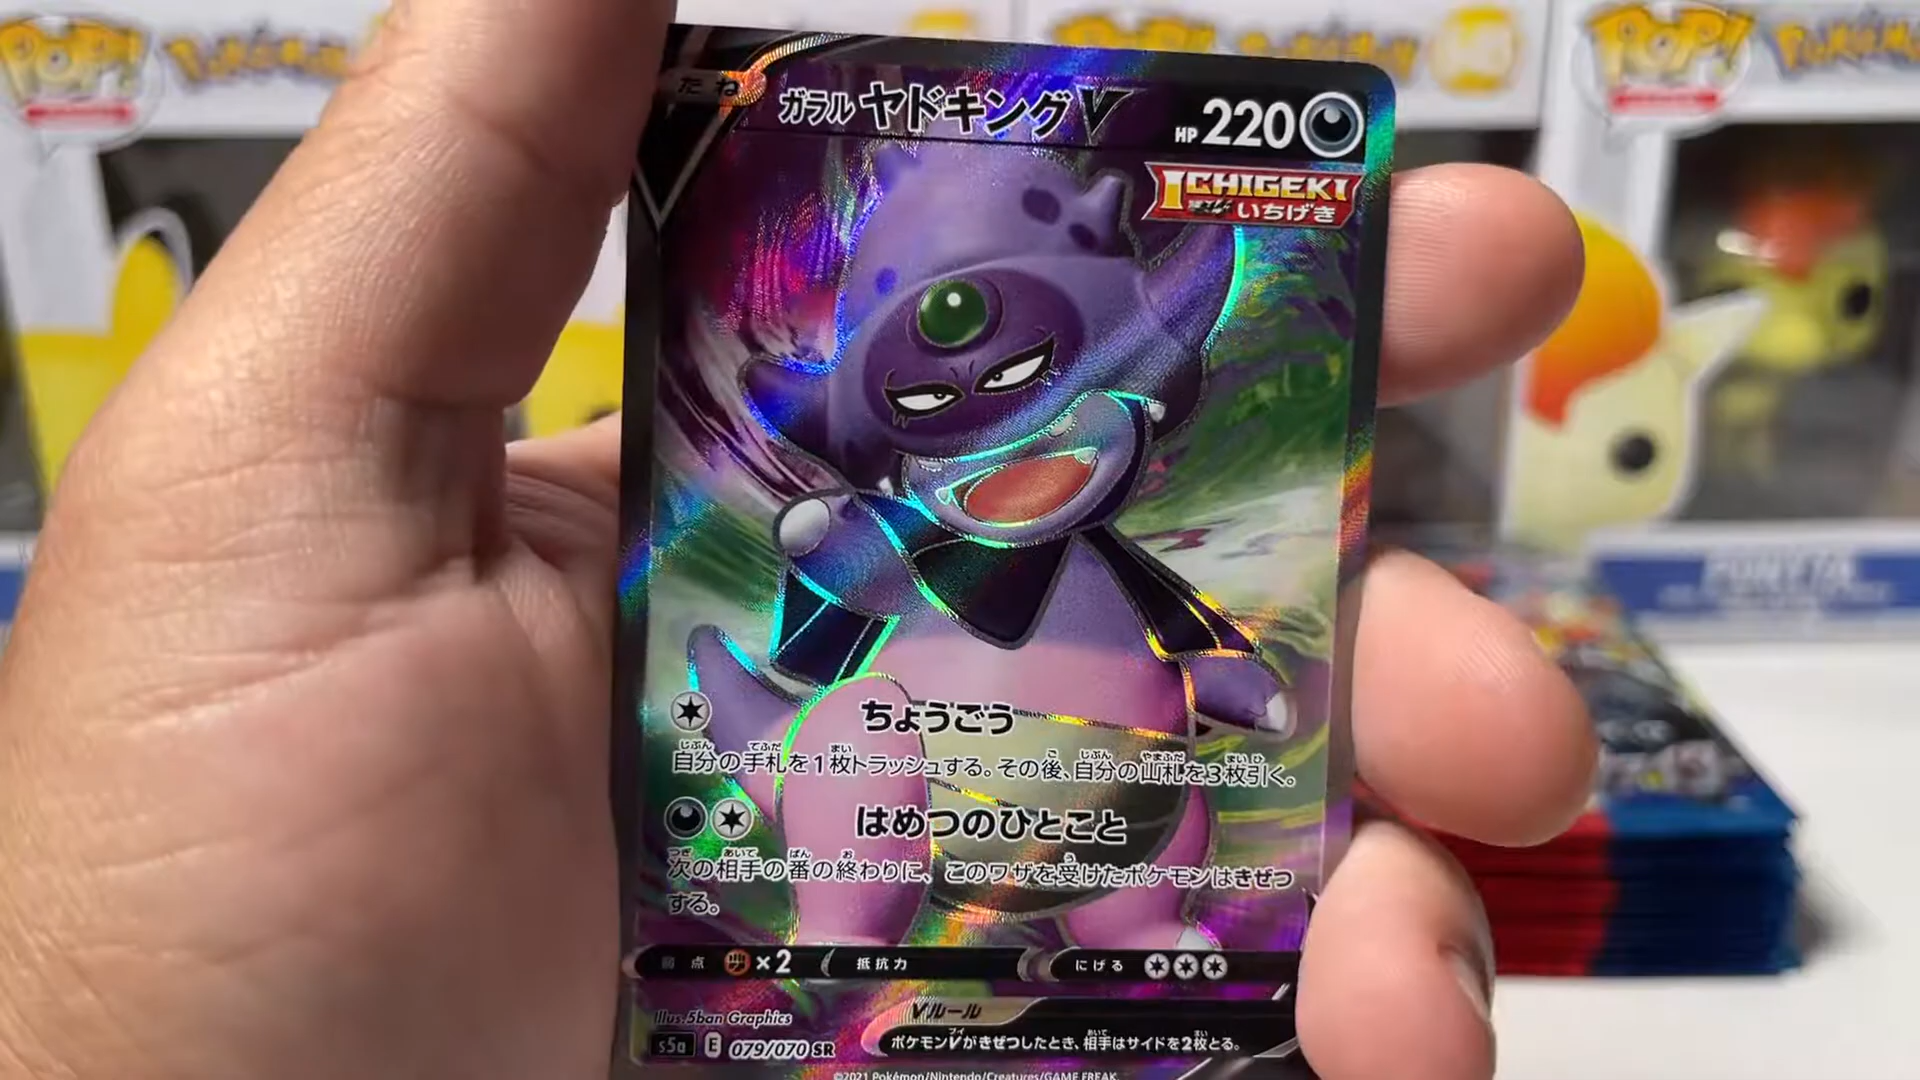 POP!
Pokémon
POP!
Pokémon
たね
ガラル ヤドキングV
HP 220
ICHIGEKI
いちげき
ちょうごう
自分の手札を1枚トラッシュする。その後、自分の山札を3枚引く。
はめつのひとこと
次の相手の番の終わりに、このワザを受けたポケモンはきぜつ
する。
弱点 ×2 抵抗力 にげる
Illus. 5ban Graphics
Vルール
ポケモンVがきぜつしたとき、相手はサイドを2枚とる。
s5a E 079/070 SR
©2021 Pokémon/Nintendo/Creatures/GAME FREAK.
PONYTA